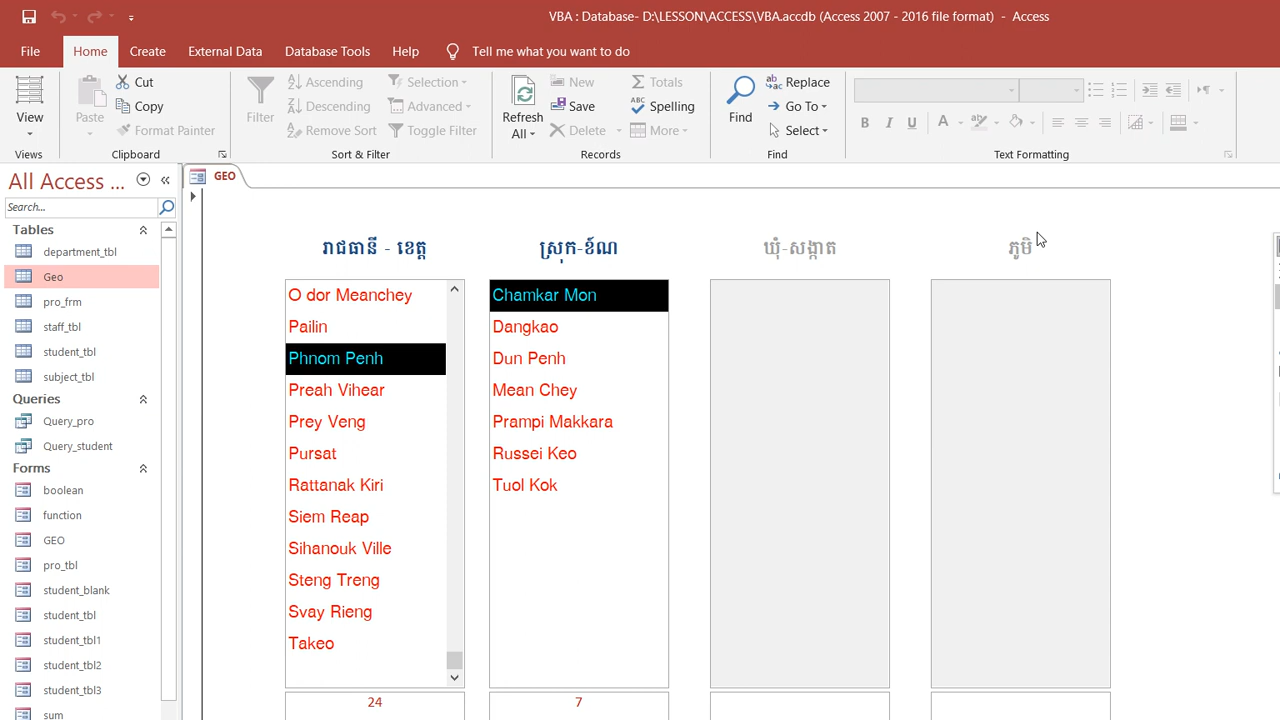 VBA : Database- D:\LESSON\ACCESS\VBA.accdb (Access 2007 - 2016 file format) - Access
File Home Create External Data Database Tools Help Tell me what you want to do
View
Views
Paste
Cut
Copy
Format Painter
Clipboard
Filter
Ascending
Descending
Remove Sort
Selection
Advanced
Toggle Filter
Sort & Filter
Refresh
All
New
Save
Delete
Totals
Spelling
More
Records
Find
Replace
Go To
Select
Find
B I U A
Text Formatting
All Access ...
Search...
Tables
department_tbl
Geo
pro_frm
staff_tbl
student_tbl
subject_tbl
Queries
Query_pro
Query_student
Forms
boolean
function
GEO
pro_tbl
student_blank
student_tbl
student_tbl1
student_tbl2
student_tbl3
sum
GEO
រាជធានី - ខេត្ត
O dor Meanchey
Pailin
Phnom Penh
Preah Vihear
Prey Veng
Pursat
Rattanak Kiri
Siem Reap
Sihanouk Ville
Steng Treng
Svay Rieng
Takeo
24
ស្រុក-ខ័ណ
Chamkar Mon
Dangkao
Dun Penh
Mean Chey
Prampi Makkara
Russei Keo
Tuol Kok
7
ឃុំ-សង្កាត
ភូមិ